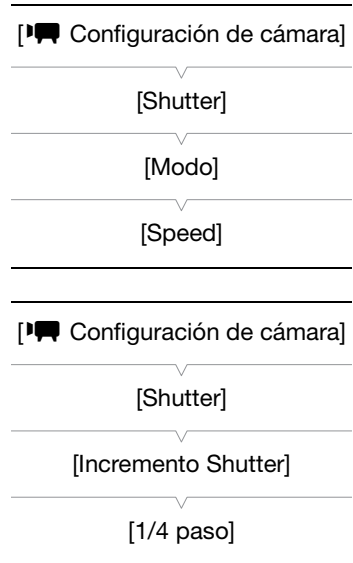 [ Configuración de cámara]
[Shutter]
[Modo]
[Speed]
[ Configuración de cámara]
[Shutter]
[Incremento Shutter]
[1/4 paso]